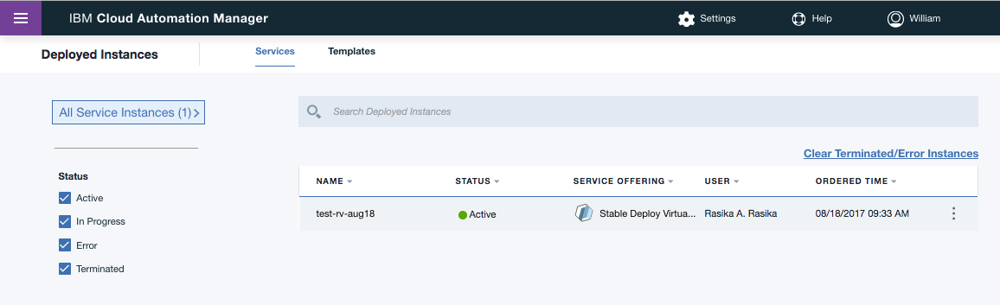 IBM Cloud Automation Manager
Settings
Help
William
Deployed Instances
Services
Templates
All Service Instances (1)
Search Deployed Instances
Clear Terminated/Error Instances
Status
Active
In Progress
Error
Terminated
NAME STATUS SERVICE OFFERING USER ORDERED TIME
test-rv-aug18 Active Stable Deploy Virtua... Rasika A. Rasika 08/18/2017 09:33 AM